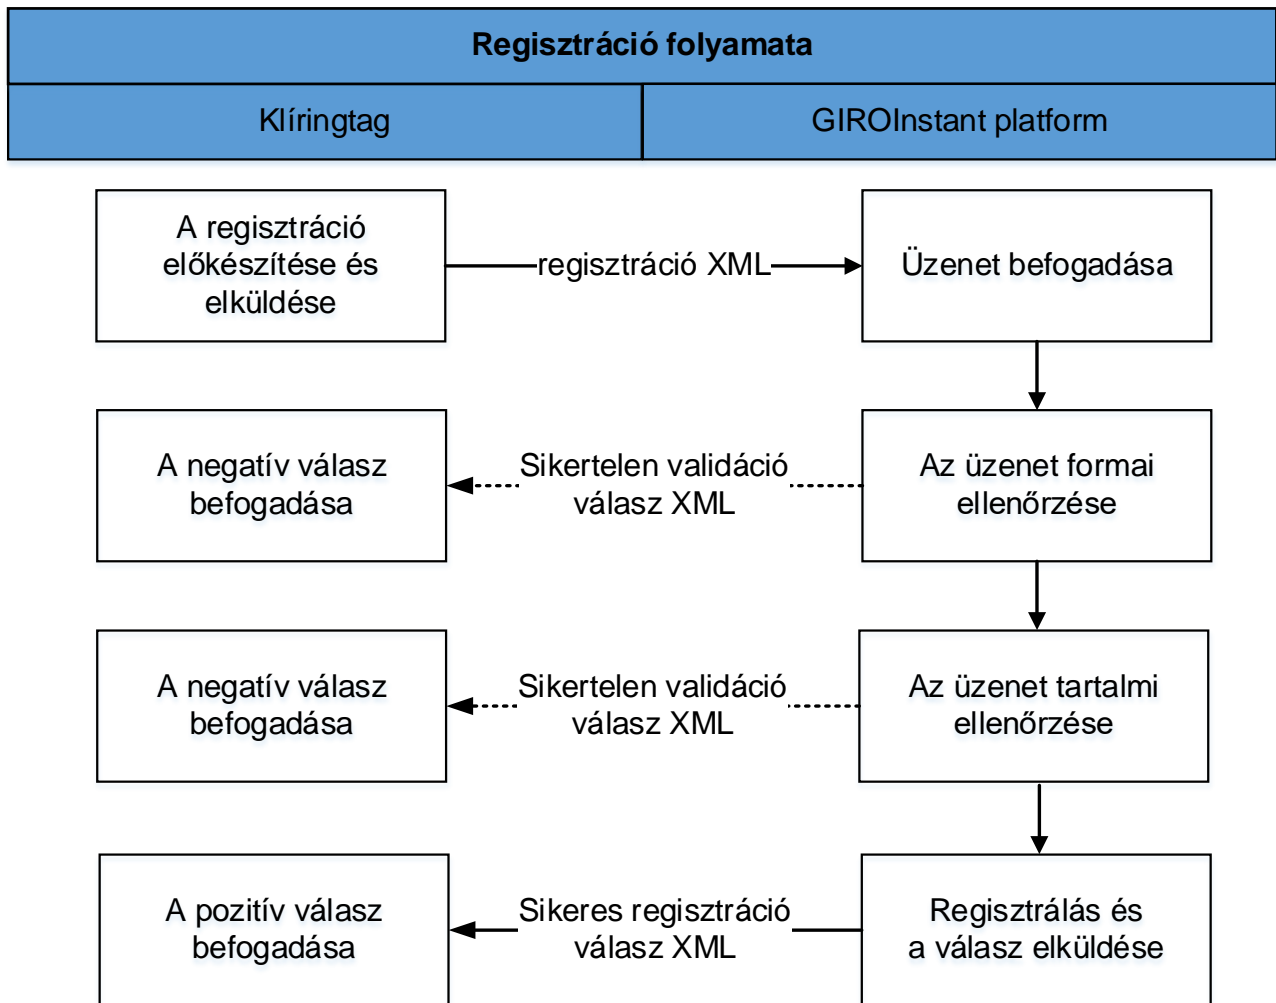 Regisztráció folyamata
Klíringtag
GIROInstant platform
A regisztráció
előkészítése és
elküldése
regisztráció XML
Üzenet befogadása
A negatív válasz
befogadása
Sikertelen validáció
válasz XML
Az üzenet formai
ellenőrzése
A negatív válasz
befogadása
Sikertelen validáció
válasz XML
Az üzenet tartalmi
ellenőrzése
A pozitív válasz
befogadása
Sikeres regisztráció
válasz XML
Regisztrálás és
a válasz elküldése